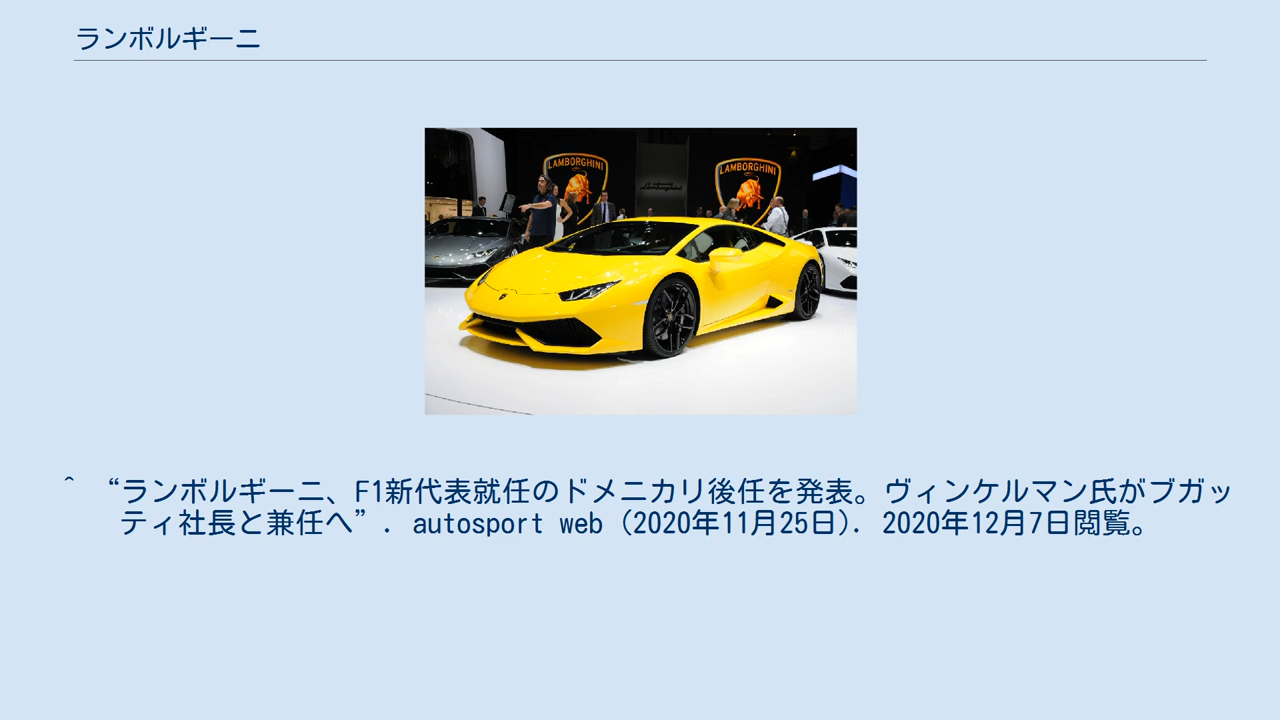 ランボルギーニ
LAMBORGHINI
LAMBORGHINI
^ “ランボルギーニ、F1新代表就任のドメニカリ後任を発表。ヴィンケルマン氏がブガッ
ティ社長と兼任へ”. autosport web (2020年11月25日). 2020年12月7日閲覧。